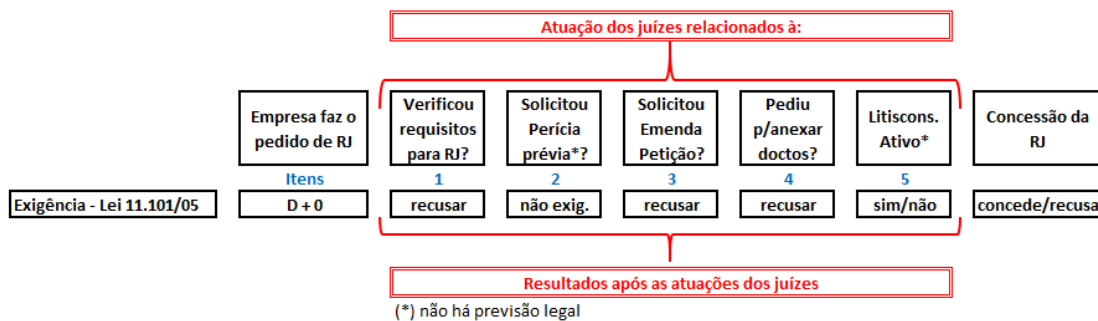 Atuação dos juízes relacionados à:
Empresa faz o
pedido de RJ
Verificou
requisitos
para RJ?
Solicitou
Perícia
prévia*?
Solicitou
Emenda
Petição?
Pediu
p/anexar
doctos?
Litiscons.
Ativo*
Concessão da
RJ
Itens 1 2 3 4 5
Exigência - Lei 11.101/05 D + 0 recusar não exig. recusar recusar sim/não concede/recusa
Resultados após as atuações dos juízes
(*) não há previsão legal